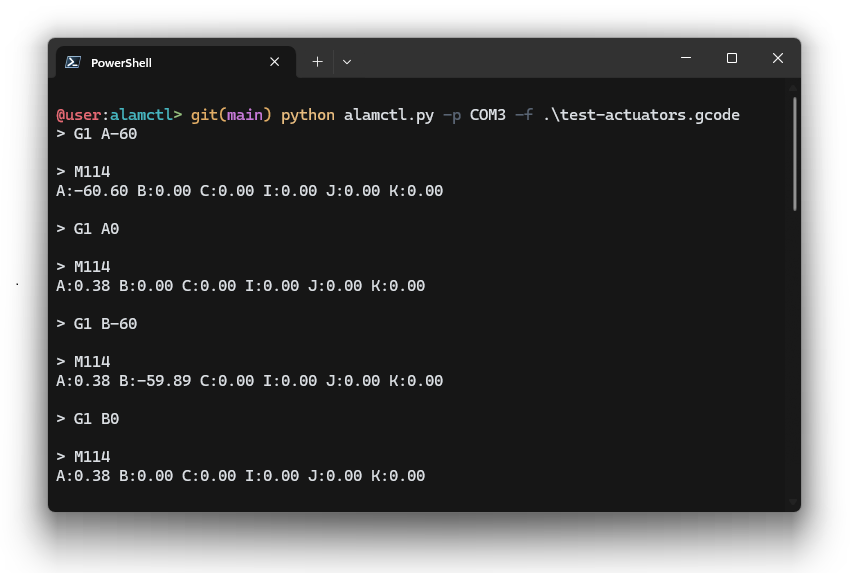 PowerShell
@user:alamctl> git(main) python alamctl.py -p COM3 -f .\test-actuators.gcode
> G1 A-60
> M114
A:-60.60 B:0.00 C:0.00 I:0.00 J:0.00 K:0.00
> G1 A0
> M114
A:0.38 B:0.00 C:0.00 I:0.00 J:0.00 K:0.00
> G1 B-60
> M114
A:0.38 B:-59.89 C:0.00 I:0.00 J:0.00 K:0.00
> G1 B0
> M114
A:0.38 B:0.00 C:0.00 I:0.00 J:0.00 K:0.00